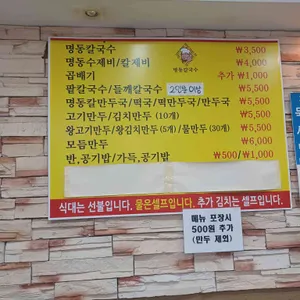 명동칼국수 ₩3,500
명동수제비/칼제비 ₩4,000
명동칼국수
곱배기 추가 ₩1,000
팥칼국수/들깨칼국수 2인분 이상 ₩5,500
명동칼만두국/떡국/떡만두국/만두국 ₩5,500
고기만두/김치만두 (10개) ₩5,500
왕고기만두/왕김치만두 (5개)/물만두 (30개) ₩5,500
모듬만두 ₩6,000
반,공기밥/가득,공기밥 ₩500/₩1,000
식대는 선불입니다. 물은셀프입니다. 추가 김치는 셀프입니다.
메뉴 포장시
500원 추가
(만두 제외)